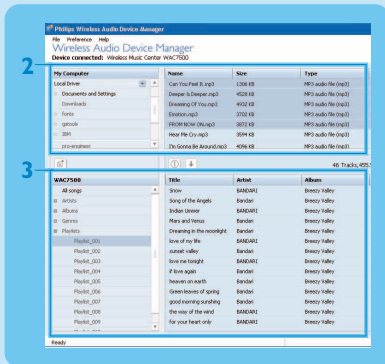 Philips Wireless Audio Device Manager
File Preference Help
Wireless Audio Device Manager
Device connected: Wireless Music Center WAC7500
2
My Computer Name Size Type
Local Driver Can You Feel It.mp3 1306 KB MP3 audio file (mp3)
Documents and Settings Deeper & Deeper.mp3 4528 KB MP3 audio file (mp3)
Downloads Dreaming Of You.mp3 4932 KB MP3 audio file (mp3)
fonts Emotion.mp3 3702 KB MP3 audio file (mp3)
getnok FROM NOW ON.mp3 3872 KB MP3 audio file (mp3)
IBM Hear Me Cry.mp3 3594 KB MP3 audio file (mp3)
pro-engineer I'm Gonna Be Around.mp3 4096 KB MP3 audio file (mp3)
46 Tracks,455.
3
WAC7500 Title Artist Album
All songs Snow BANDARI Breezy Valley
Artists Song of the Angels Bandari Breezy Valley
Albums Indian Limmer BANDARI Breezy Valley
Genres Mars and Venus Bandari Breezy Valley
Playlists Dreaming in the noonlight Bandari Breezy Valley
Playlist_001 love of my life BANDARI Breezy Valley
Playlist_002 sunset valley BANDARI Breezy Valley
Playlist_003 love me tonight BANDARI Breezy Valley
Playlist_004 if love again Bandari Breezy Valley
Playlist_005 heaven on earth Bandari Breezy Valley
Playlist_006 Green leaves of spring Bandari Breezy Valley
Playlist_007 good morning sunshing Bandari Breezy Valley
Playlist_008 the way of the wind BANDARI Breezy Valley
Playlist_009 for your heart only BANDARI Breezy Valley
Ready